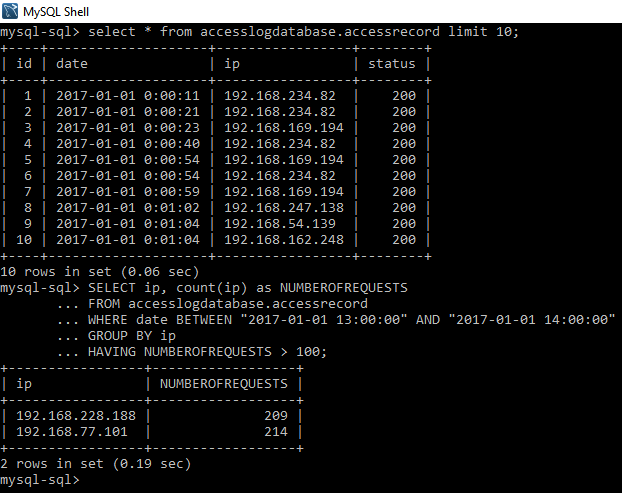 MySQL Shell
mysql-sql> select * from accesslogdatabase.accessrecord limit 10;
+----+--------------------+-----------------+--------+
| id | date               | ip              | status |
+----+--------------------+-----------------+--------+
|  1 | 2017-01-01 0:00:11 | 192.168.234.82  |    200 |
|  2 | 2017-01-01 0:00:21 | 192.168.234.82  |    200 |
|  3 | 2017-01-01 0:00:23 | 192.168.169.194 |    200 |
|  4 | 2017-01-01 0:00:40 | 192.168.234.82  |    200 |
|  5 | 2017-01-01 0:00:54 | 192.168.169.194 |    200 |
|  6 | 2017-01-01 0:00:54 | 192.168.234.82  |    200 |
|  7 | 2017-01-01 0:00:59 | 192.168.169.194 |    200 |
|  8 | 2017-01-01 0:01:02 | 192.168.247.138 |    200 |
|  9 | 2017-01-01 0:01:04 | 192.168.54.139  |    200 |
| 10 | 2017-01-01 0:01:04 | 192.168.162.248 |    200 |
+----+--------------------+-----------------+--------+
10 rows in set (0.06 sec)
mysql-sql> SELECT ip, count(ip) as NUMBEROFREQUESTS
       ... FROM accesslogdatabase.accessrecord
       ... WHERE date BETWEEN "2017-01-01 13:00:00" AND "2017-01-01 14:00:00"
       ... GROUP BY ip
       ... HAVING NUMBEROFREQUESTS > 100;
+-----------------+------------------+
| ip              | NUMBEROFREQUESTS |
+-----------------+------------------+
| 192.168.228.188 |              209 |
| 192.168.77.101  |              214 |
+-----------------+------------------+
2 rows in set (0.19 sec)
mysql-sql>